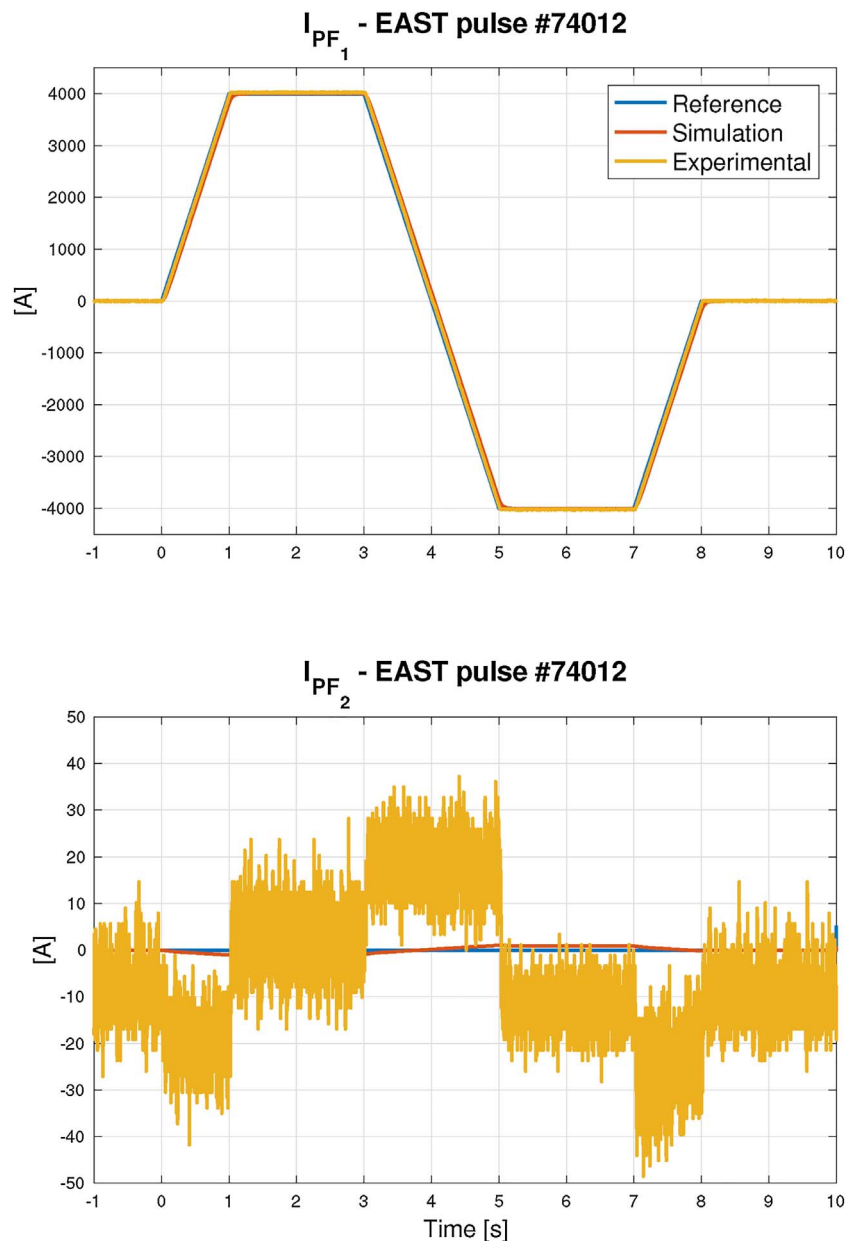 I_PF_1 - EAST pulse #74012
Reference
Simulation
Experimental
[A]
4000
3000
2000
1000
0
-1000
-2000
-3000
-4000
-1 0 1 2 3 4 5 6 7 8 9 10
I_PF_2 - EAST pulse #74012
[A]
50
40
30
20
10
0
-10
-20
-30
-40
-50
-1 0 1 2 3 4 5 6 7 8 9 10
Time [s]